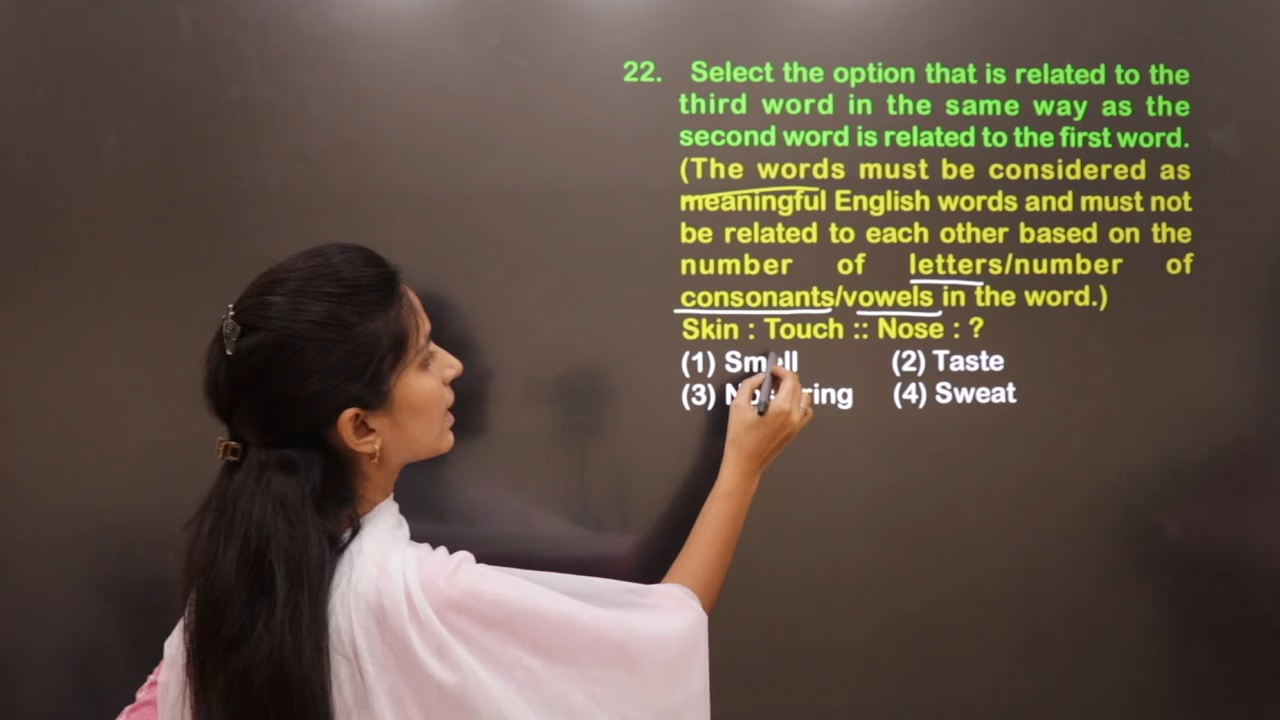 22. Select the option that is related to the
third word in the same way as the
second word is related to the first word.
(The words must be considered as
meaningful English words and must not
be related to each other based on the
number of letters/number of
consonants/vowels in the word.)
Skin : Touch :: Nose : ?
(1) Smell (2) Taste
(3) ring (4) Sweat